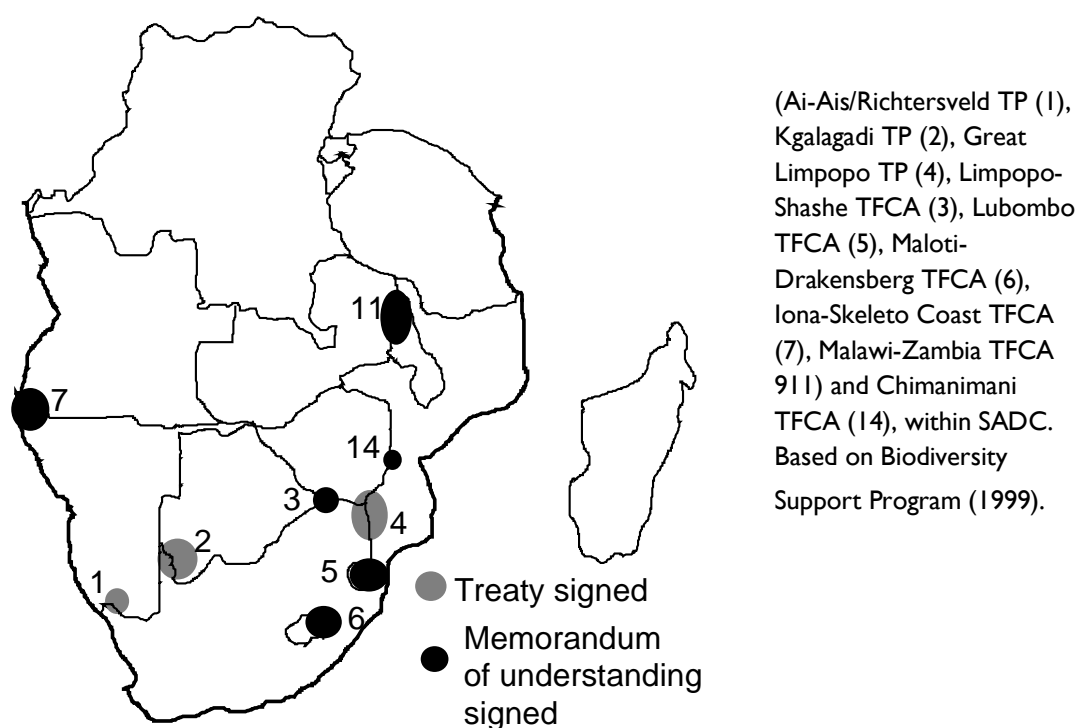 (Ai-Ais/Richtersveld TP (1),
Kgalagadi TP (2), Great
Limpopo TP (4), Limpopo-
Shashe TFCA (3), Lubombo
TFCA (5), Maloti-
Drakensberg TFCA (6),
Iona-Skeleto Coast TFCA
(7), Malawi-Zambia TFCA
911) and Chimanimani
TFCA (14), within SADC.
Based on Biodiversity
Support Program (1999).
11
7
14
3
4
2
5
1
6
Treaty signed
Memorandum
of understanding
signed